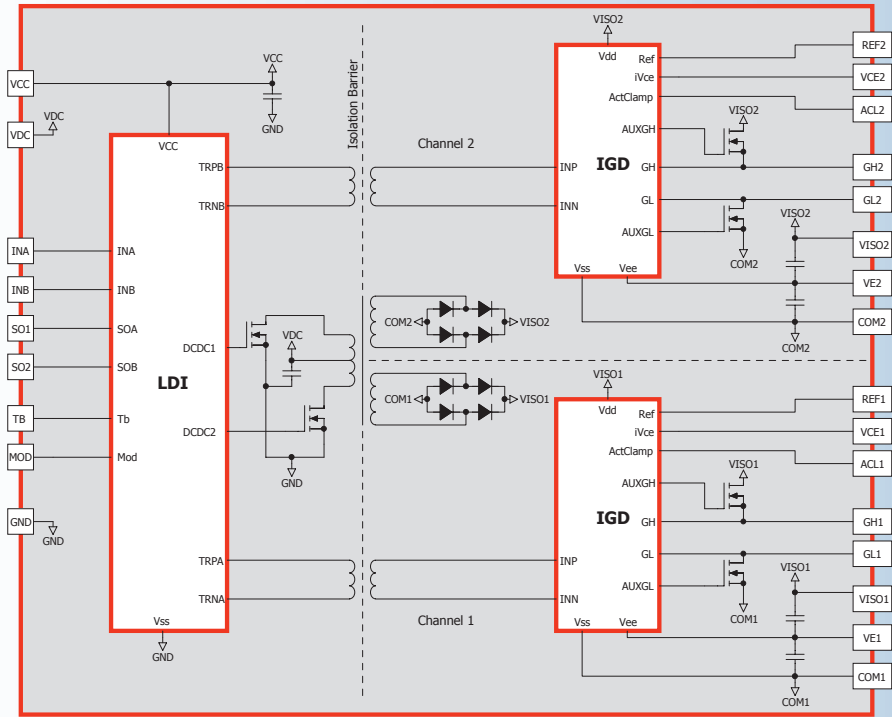 VISO2
REF2
Vdd
Ref
VCC
VCC
iVce
VCE2
ActClamp
ACL2
VDC
VDC
GND
VISO2
Isolation Barrier
VCC
Channel 2
AUXGH
TRPB
INP
IGD
GH
GH2
TRNB
INN
GL
GL2
VISO2
AUXGL
VISO2
INA
INA
COM2
Vss
Vee
VE2
INB
INB
SO1
SOA
COM2
VISO2
COM2
DCDC1
VDC
COM2
SO2
SOB
LDI
VISO1
COM1
VISO1
REF1
Vdd
Ref
TB
Tb
DCDC2
iVce
VCE1
MOD
Mod
ActClamp
ACL1
GND
VISO1
AUXGH
GND
GND
IGD
GH
GH1
TRPA
INP
GL
GL1
VISO1
AUXGL
TRNA
INN
VISO1
COM1
Channel 1
Vss
Vss
Vee
VE1
GND
COM1
COM1